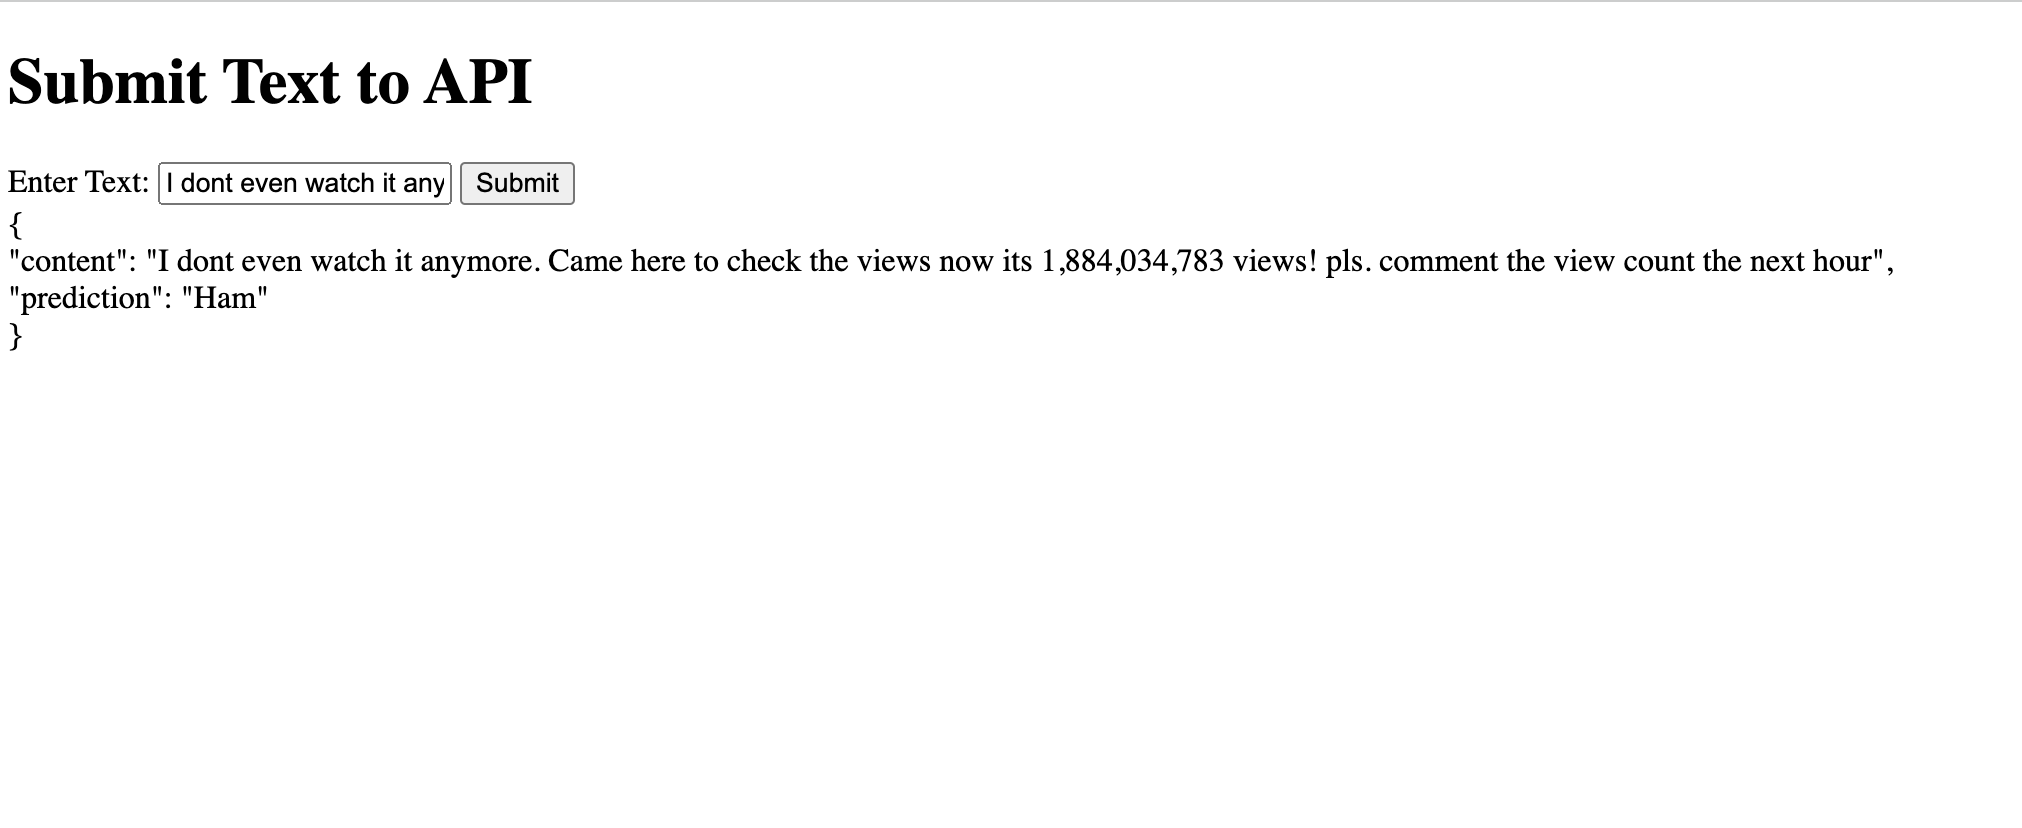 Submit Text to API
Enter Text: I dont even watch it any Submit
{
"content": "I dont even watch it anymore. Came here to check the views now its 1,884,034,783 views! pls. comment the view count the next hour",
"prediction": "Ham"
}